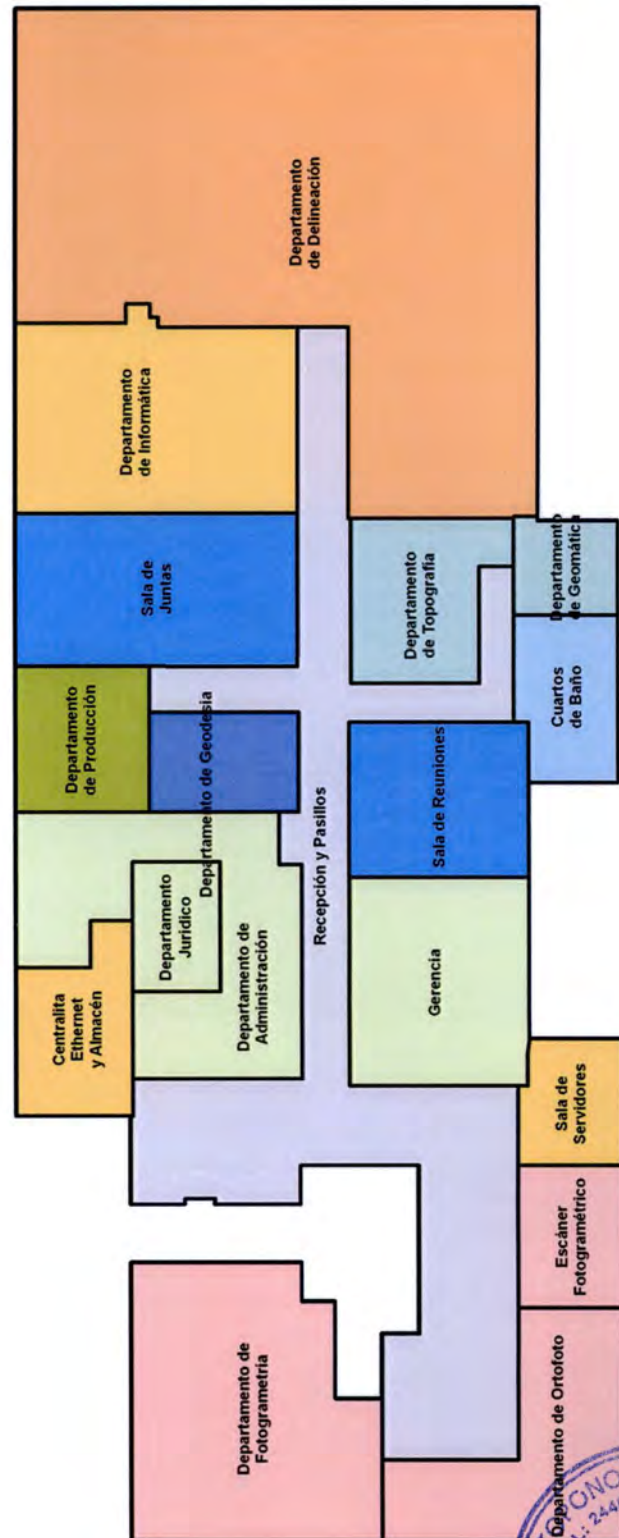 Departamento
de Delineación
Departamento
de Informática
Sala de
Juntas
Departamento
de Producción
Departamento de Geodesia
Departamento
Jurídico
Departamento de
Administración
Centralita
Ethernet
y Almacén
Recepción y Pasillos
Departamento
de Topografía
Departamento
de Geomática
Cuartos
de Baño
Sala de Reuniones
Gerencia
Sala de
Servidores
Escáner
Fotogramétrico
Departamento de
Fotogrametría
Departamento de Ortofoto